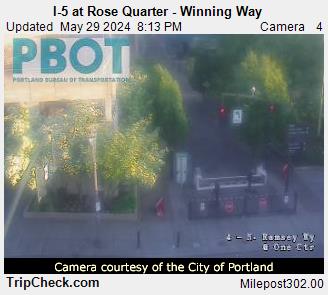 I-5 at Rose Quarter - Winning Way
Updated May 29 2024 8:13 PM Camera 4
PBOT
PORTLAND BUREAU OF TRANSPORTATION
4 - N. Ramsey Wy
@ One Ctr
Camera courtesy of the City of Portland
TripCheck.com Milepost302.00